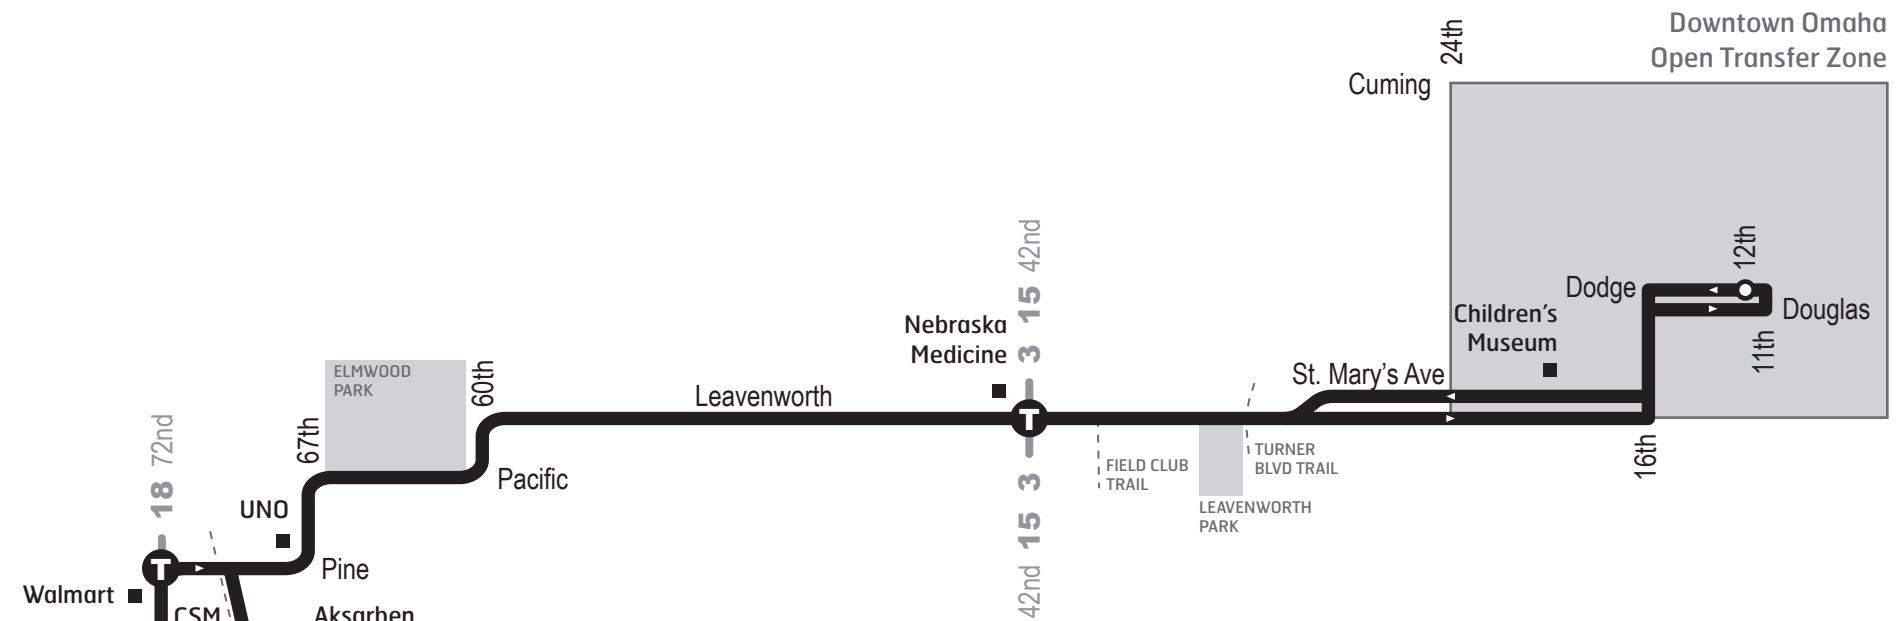 Downtown Omaha
Open Transfer Zone
24th
Cuming
42nd
15
3
12th
Dodge
Douglas
11th
Children's
Museum
Nebraska
Medicine
St. Mary's Ave
ELMWOOD
PARK
60th
Leavenworth
T
67th
72nd
18
Pacific
16th
FIELD CLUB
TRAIL
TURNER
BLVD TRAIL
LEAVENWORTH
PARK
3
15
42nd
UNO
T
Pine
Walmart
CSM
Aksarben